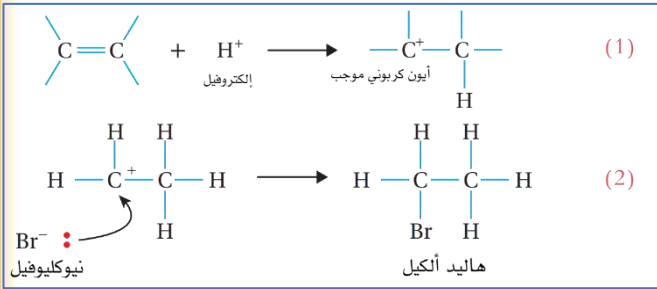 C=C + H⁺ → C⁺ C (1)
إلكتروفيل أيون كربوني موجب
H
H H H H
H C⁺ C H → H C C H (2)
H Br H
Br⁻ :
نيوكليوفيل هاليد ألكيل